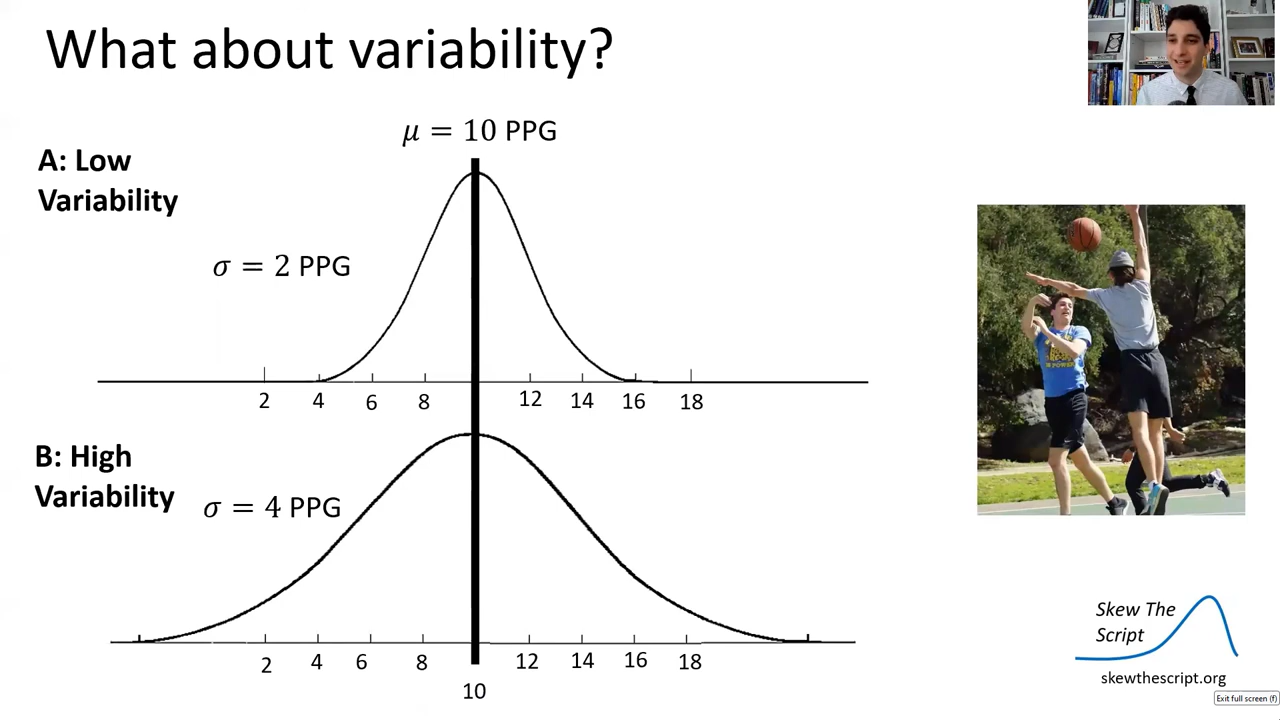 What about variability?
μ = 10 PPG
A: Low
Variability
σ = 2 PPG
2 4 6 8 12 14 16 18
B: High
Variability
σ = 4 PPG
2 4 6 8 12 14 16 18
10
Skew The
Script
skewthescript.org
Exit full screen (f)